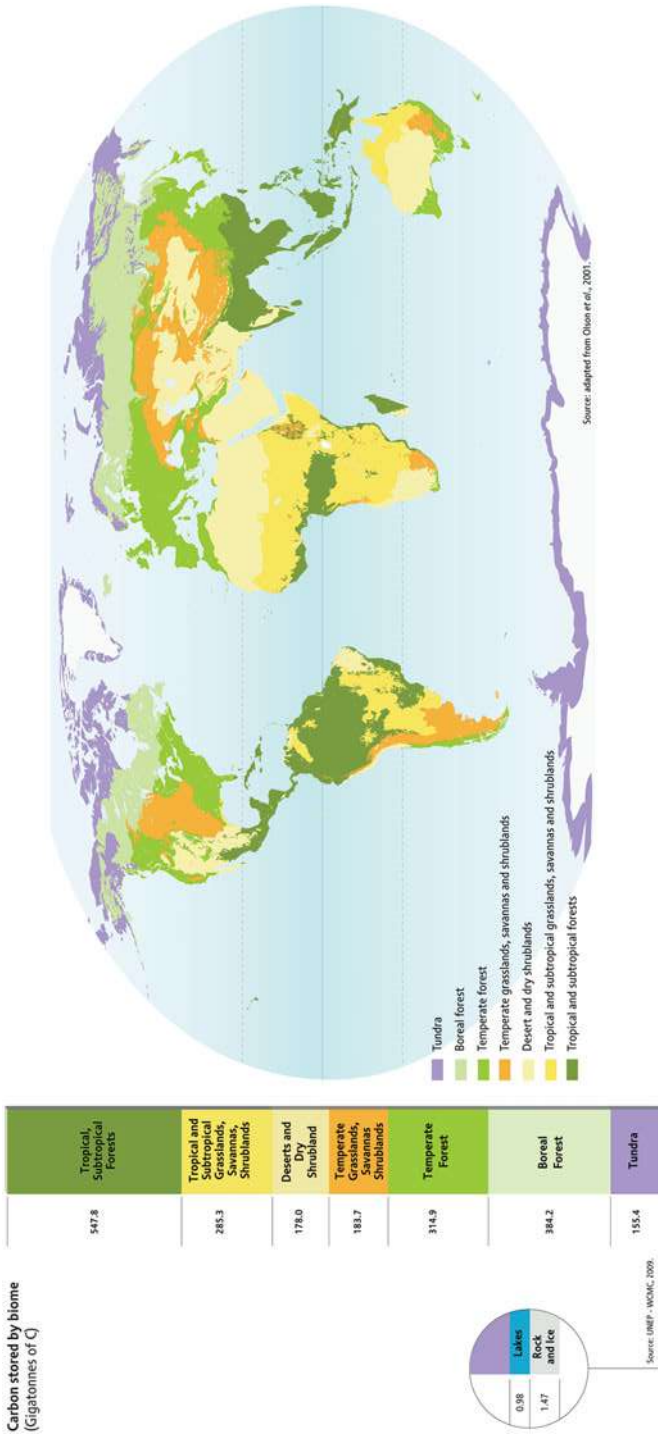 Carbon stored by biome
(Gigatonnes of C)
547.8
Tropical,
Subtropical
Forests
285.3
Tropical and
Subtropical
Grasslands,
Savannas,
Shrublands
178.0
Deserts and
Dry
Shrubland
183.7
Temperate
Grasslands,
Savannas
Shrublands
314.9
Temperate
Forest
384.2
Boreal
Forest
155.4
Tundra
0.98
Lakes
1.47
Rock
and Ice
Source: UNEP - WCMC, 2009.
Tundra
Boreal forest
Temperate forest
Temperate grasslands, savannas and shrublands
Desert and dry shrublands
Tropical and subtropical grasslands, savannas and shrublands
Tropical and subtropical forests
Source: adapted from Olson et al., 2001.